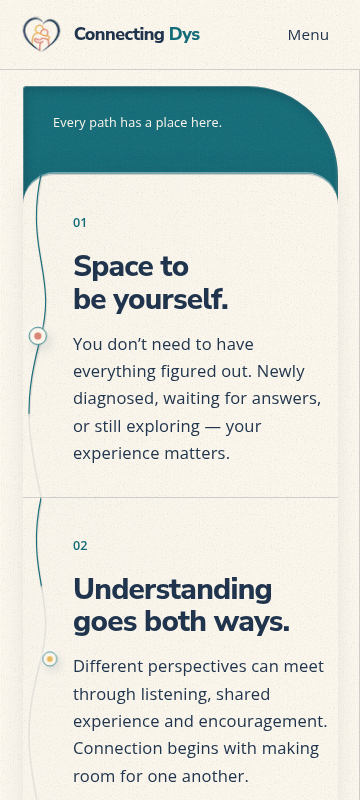 Connecting Dys
Menu
Every path has a place here.
01
Space to
be yourself.
You don’t need to have
everything figured out. Newly
diagnosed, waiting for answers,
or still exploring — your
experience matters.
02
Understanding
goes both ways.
Different perspectives can meet
through listening, shared
experience and encouragement.
Connection begins with making
room for one another.